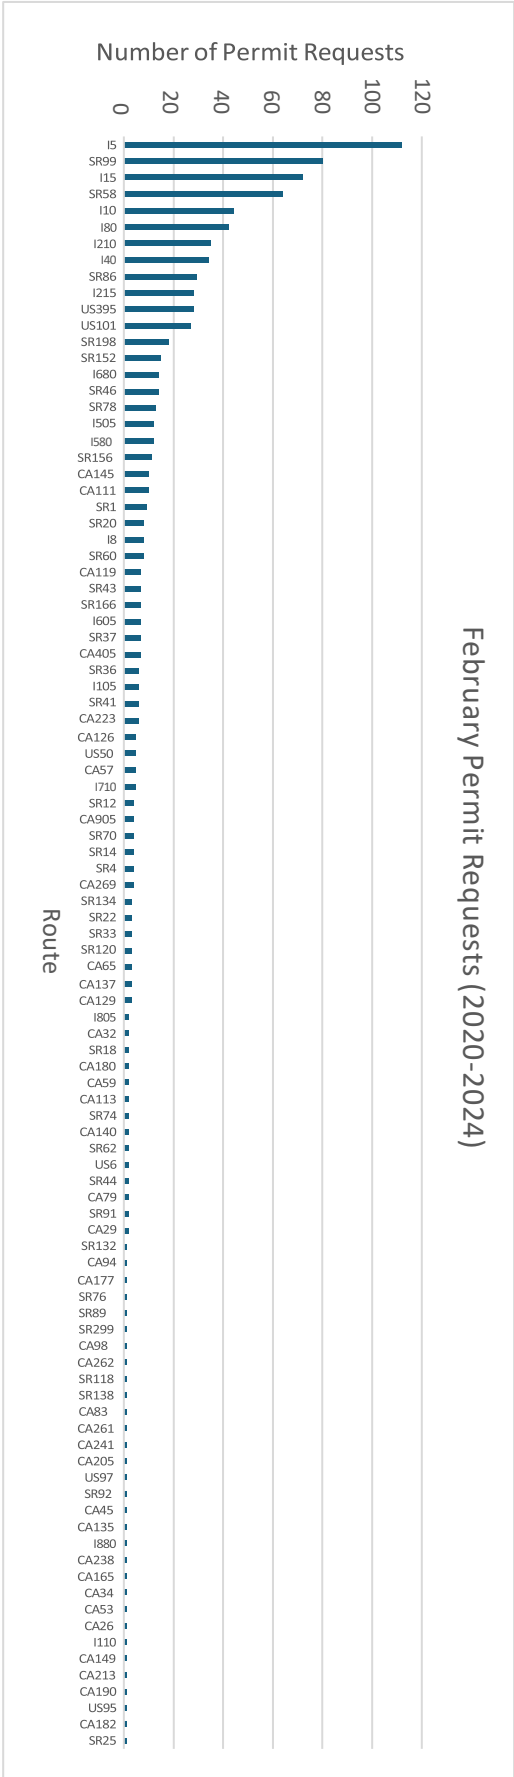 February Permit Requests (2020-2024)
Number of Permit Requests
0
20
40
60
80
100
120
I5
SR99
I15
SR58
I10
I80
I210
I40
SR86
I215
US395
US101
SR198
SR152
I680
SR46
SR78
I505
I580
SR156
CA145
CA111
SR1
SR20
I8
SR60
CA119
SR43
SR166
I605
SR37
CA405
SR36
I105
SR41
CA223
CA126
US50
CA57
I710
SR12
CA905
SR70
SR14
SR4
CA269
SR134
SR22
SR33
SR120
CA65
CA137
CA129
I805
CA32
SR18
CA180
CA59
CA113
SR74
CA140
SR62
US6
SR44
CA79
SR91
CA29
SR132
CA94
CA177
SR76
SR89
SR299
CA98
CA262
SR118
SR138
CA83
CA261
CA241
CA205
US97
SR92
CA45
CA135
I880
CA238
CA165
CA34
CA53
CA26
I110
CA149
CA213
CA190
US95
CA182
SR25
Route